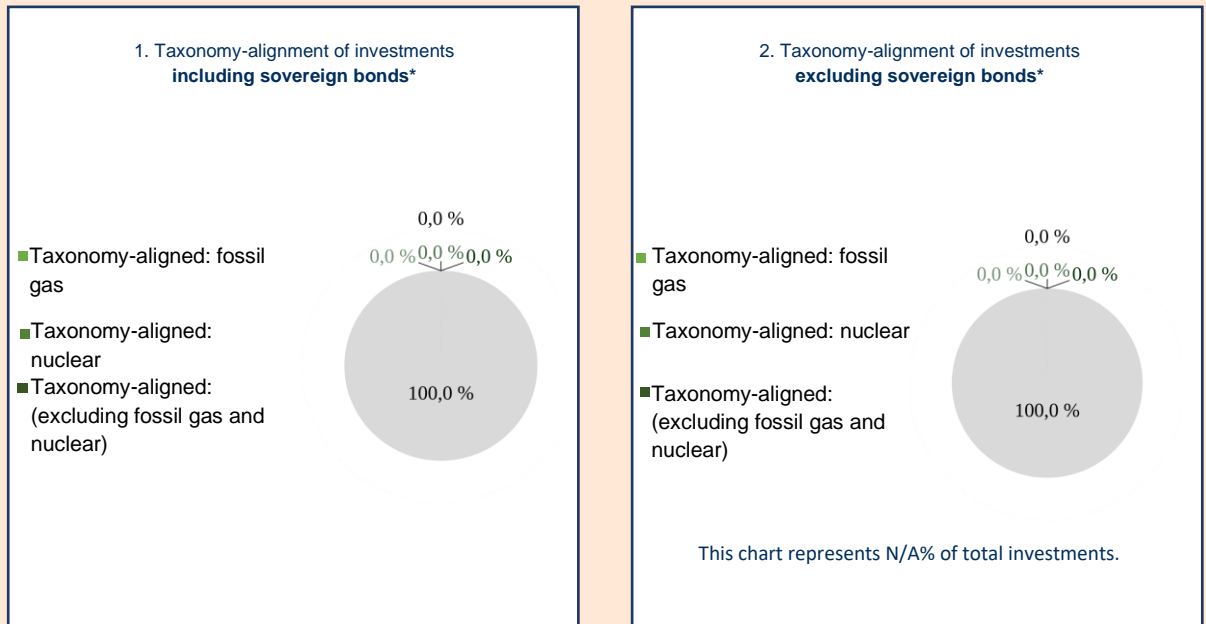 1. Taxonomy-alignment of investments
including sovereign bonds*
0,0 %
0,0 % 0,0 % 0,0 %
Taxonomy-aligned: fossil
gas
Taxonomy-aligned:
nuclear
Taxonomy-aligned:
(excluding fossil gas and
nuclear)
100,0 %
2. Taxonomy-alignment of investments
excluding sovereign bonds*
0,0 %
0,0 % 0,0 % 0,0 %
Taxonomy-aligned: fossil
gas
Taxonomy-aligned: nuclear
Taxonomy-aligned:
(excluding fossil gas and
nuclear)
100,0 %
This chart represents N/A% of total investments.